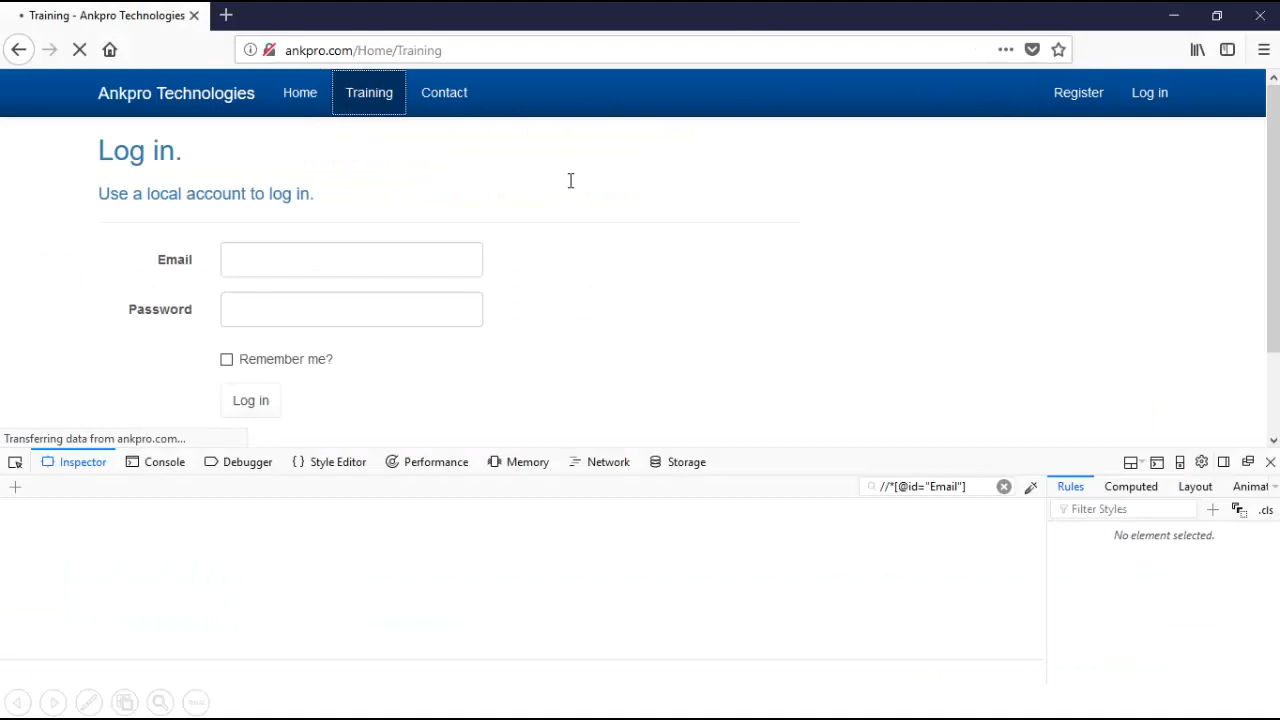 Training - Ankpro Technologies
ankpro.com/Home/Training
Ankpro Technologies Home Training Contact Register Log in
Log in.
Use a local account to log in.
Email
Password
Remember me?
Log in
Transferring data from ankpro.com...
Inspector Console Debugger { } Style Editor Performance Memory Network Storage
//*[@id="Email"] Rules Computed Layout Animat
Filter Styles .cls
No element selected.